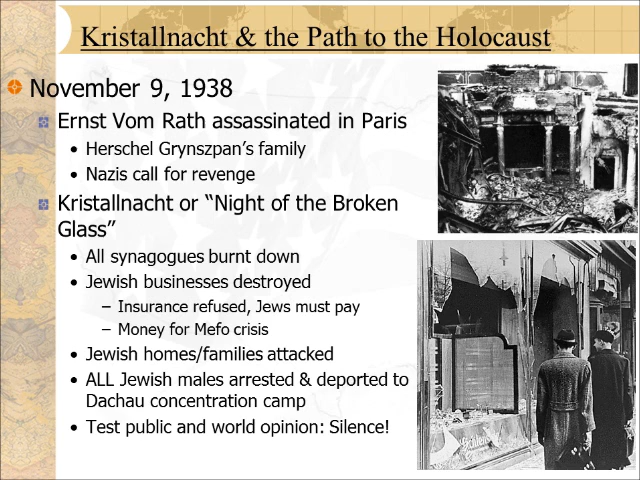 Kristallnacht & the Path to the Holocaust
November 9, 1938
Ernst Vom Rath assassinated in Paris
• Herschel Grynszpan's family
• Nazis call for revenge
Kristallnacht or “Night of the Broken
Glass”
• All synagogues burnt down
• Jewish businesses destroyed
– Insurance refused, Jews must pay
– Money for Mefo crisis
• Jewish homes/families attacked
• ALL Jewish males arrested & deported to
Dachau concentration camp
• Test public and world opinion: Silence!